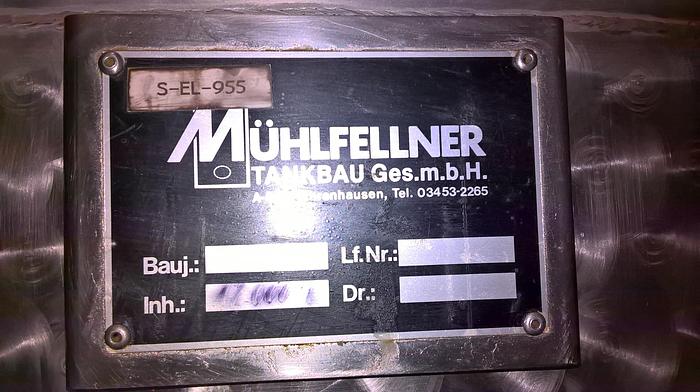 S-EL-955
MÜHLFELLNER
TANKBAU Ges.m.b.H.
Tel. 03453-2265
Bauj.: Lf.Nr.:
Inh.: Dr.: